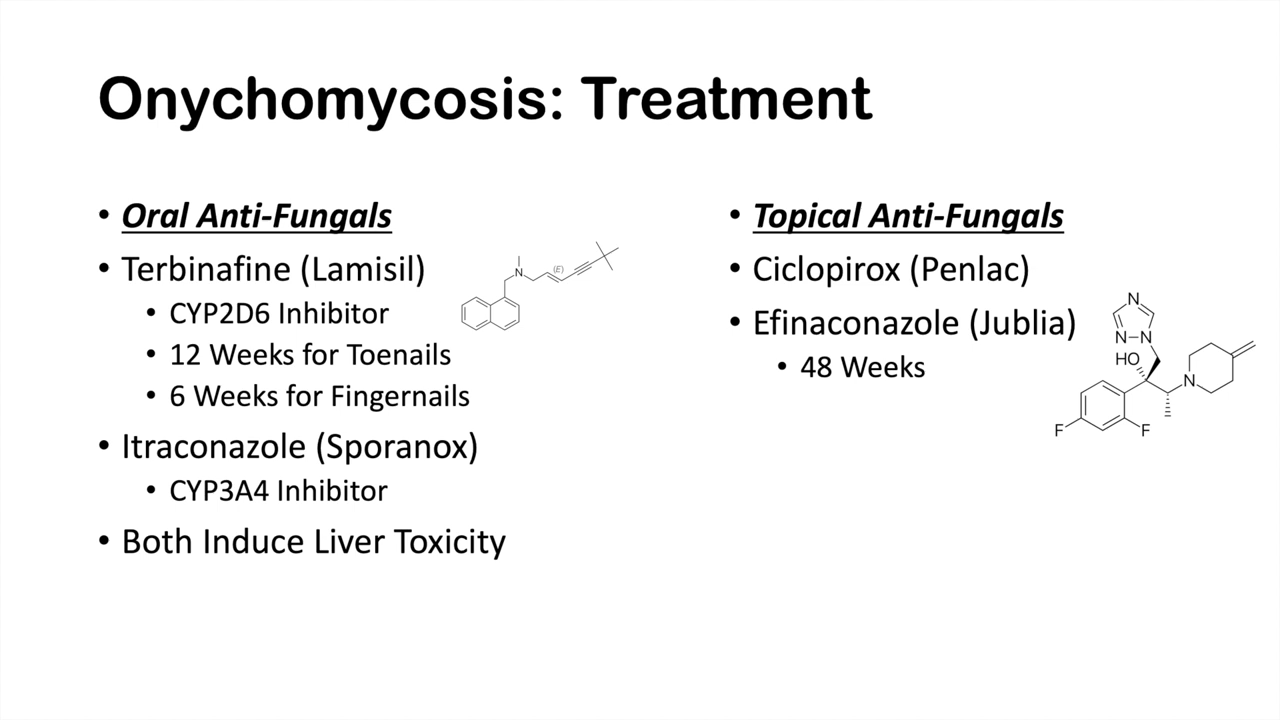 Onychomycosis: Treatment
• Oral Anti-Fungals
• Terbinafine (Lamisil)
• CYP2D6 Inhibitor
• 12 Weeks for Toenails
• 6 Weeks for Fingernails
• Itraconazole (Sporanox)
• CYP3A4 Inhibitor
• Both Induce Liver Toxicity
N
(E)
• Topical Anti-Fungals
• Ciclopirox (Penlac)
• Efinaconazole (Jublia)
• 48 Weeks
N
N
N
HO
N
F
F